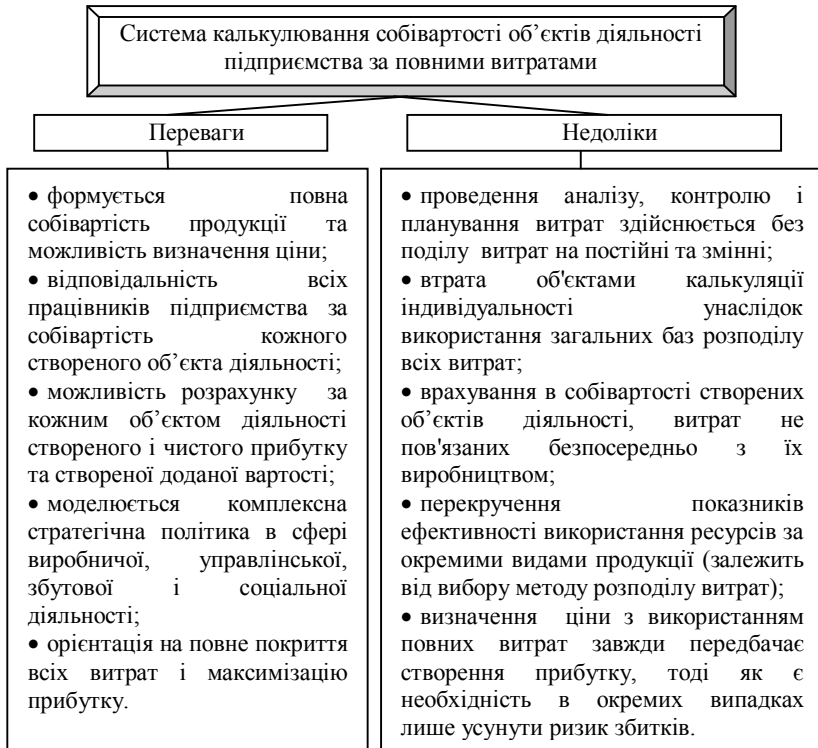 Система калькулювання собівартості об’єктів діяльності
підприємства за повними витратами
Переваги
• формується повна
собівартість продукції та
можливість визначення ціни;
• відповідальність всіх
працівників підприємства за
собівартість кожного
створеного об’єкта діяльності;
• можливість розрахунку за
кожним об’єктом діяльності
створеного і чистого прибутку
та створеної доданої вартості;
• моделюється комплексна
стратегічна політика в сфері
виробничої, управлінської,
збутової і соціальної
діяльності;
• орієнтація на повне покриття
всіх витрат і максимізацію
прибутку.
Недоліки
• проведення аналізу, контролю і
планування витрат здійснюється без
поділу витрат на постійні та змінні;
• втрата об'єктами калькуляції
індивідуальності унаслідок
використання загальних баз розподілу
всіх витрат;
• врахування в собівартості створених
об’єктів діяльності, витрат не
пов'язаних безпосередньо з їх
виробництвом;
• перекручення показників
ефективності використання ресурсів за
окремими видами продукції (залежить
від вибору методу розподілу витрат);
• визначення ціни з використанням
повних витрат завжди передбачає
створення прибутку, тоді як є
необхідність в окремих випадках
лише усунути ризик збитків.